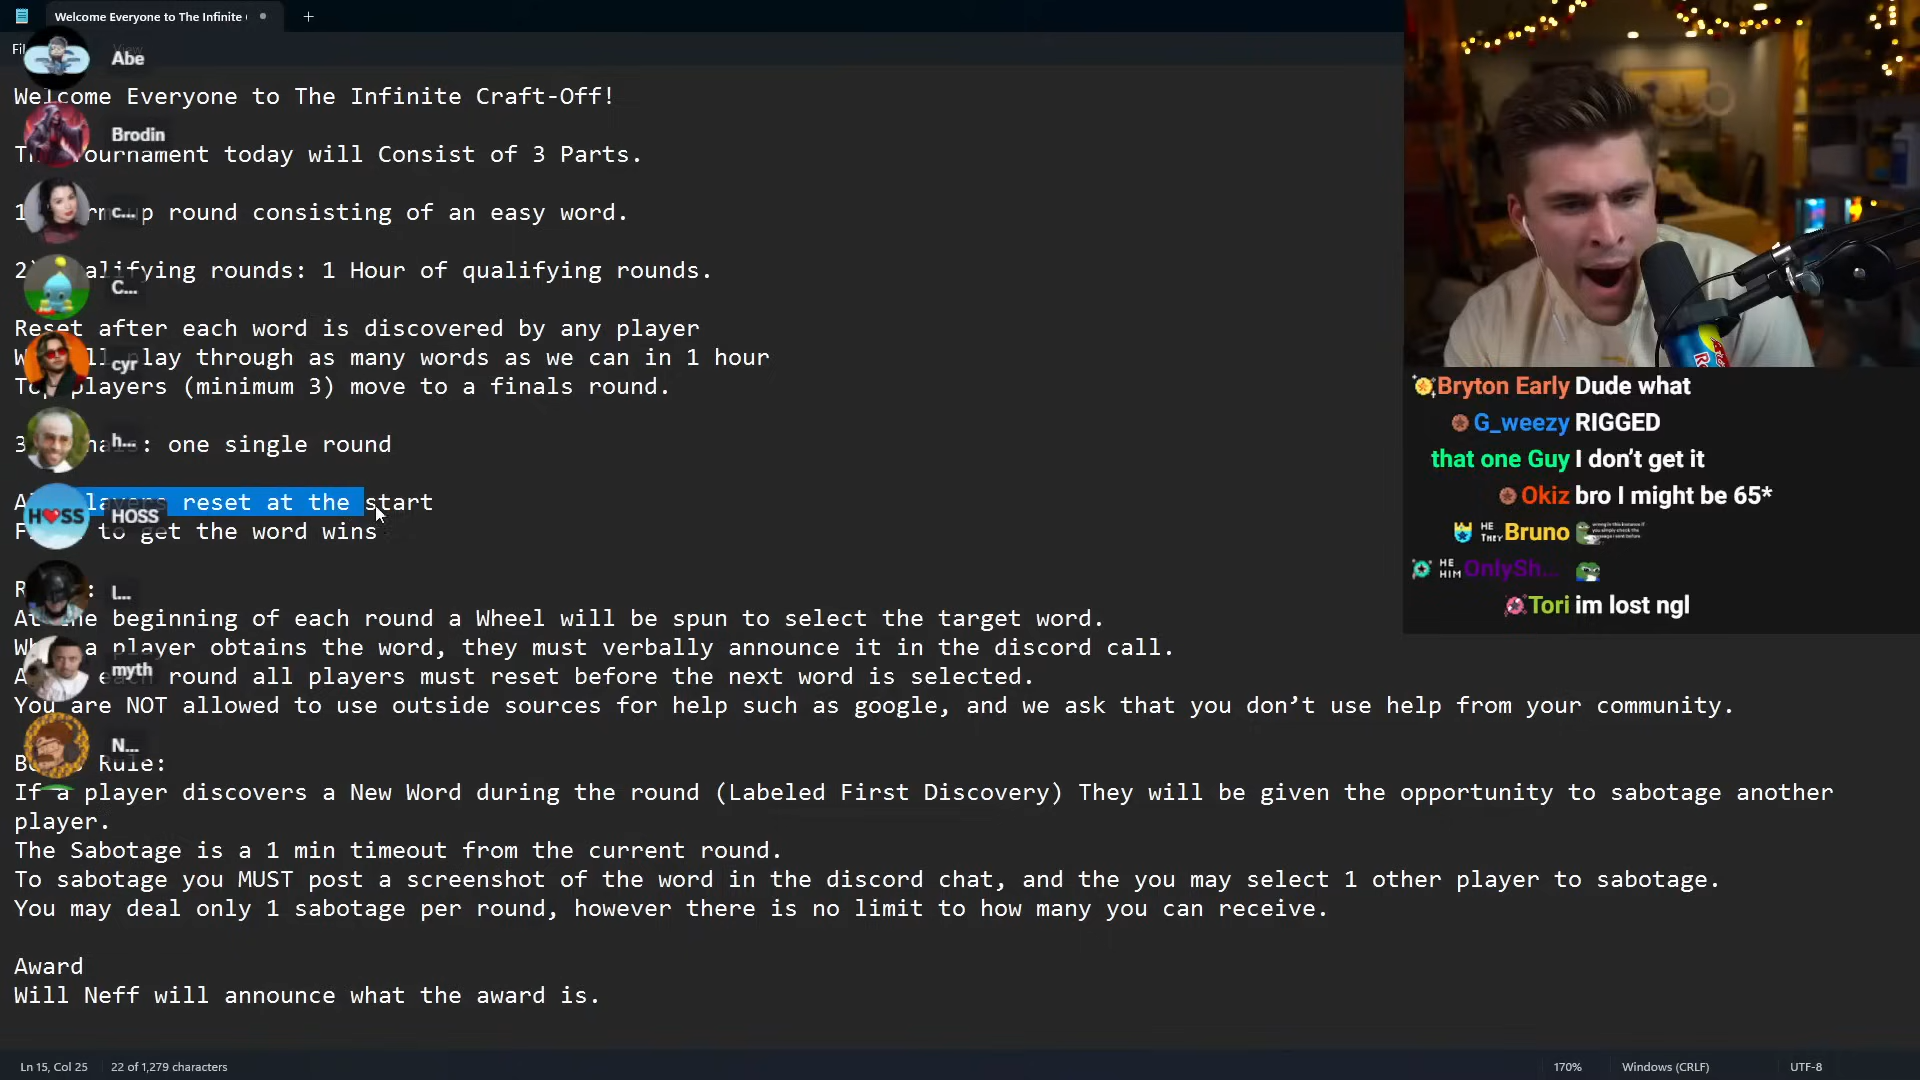 Welcome Everyone to The Infinite
Abe
Welcome Everyone to The Infinite Craft-Off!
Brodin
Tournament today will Consist of 3 Parts.
c...
round consisting of an easy word.
C...
rounds: 1 Hour of qualifying rounds.
Reset after each word is discovered by any player
play through as many words as we can in 1 hour
cyr
players (minimum 3) move to a finals round.
h...
: one single round
reset at the start
HOSS
H SS
to get the word wins
L...
beginning of each round a Wheel will be spun to select the target word.
a player obtains the word, they must verbally announce it in the discord call.
myth
round all players must reset before the next word is selected.
You are NOT allowed to use outside sources for help such as google, and we ask that you don't use help from your community.
N...
Rule:
If a player discovers a New Word during the round (Labeled First Discovery) They will be given the opportunity to sabotage another
player.
The Sabotage is a 1 min timeout from the current round.
To sabotage you MUST post a screenshot of the word in the discord chat, and the you may select 1 other player to sabotage.
You may deal only 1 sabotage per round, however there is no limit to how many you can receive.
Award
Will Neff will announce what the award is.
Ln 15, Col 25
22 of 1,279 characters
170%
Windows (CRLF)
UTF-8
Bryton Early Dude what
G_weezy RIGGED
that one Guy I don't get it
Okiz bro I might be 65*
HE THEY Bruno
HE HIM OnlySh...
Tori im lost ngl